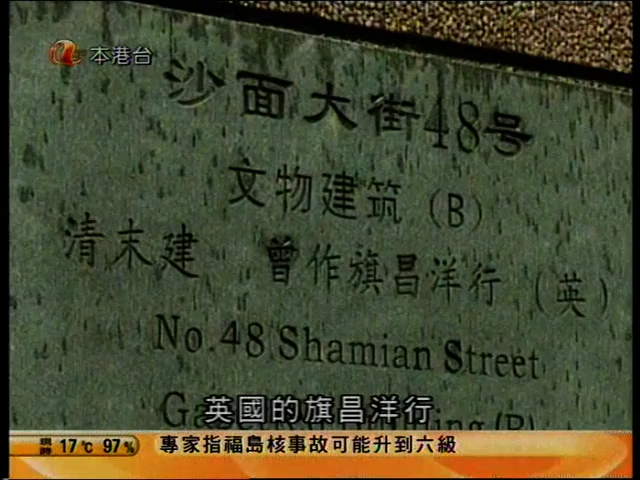 本港台
沙面大街48号
文物建筑 (B)
清末建 曾作旗昌洋行 (英)
No.48 Shamian Street
英國的旗昌洋行
現時 17℃ 97%
專家指福島核事故可能升到六級